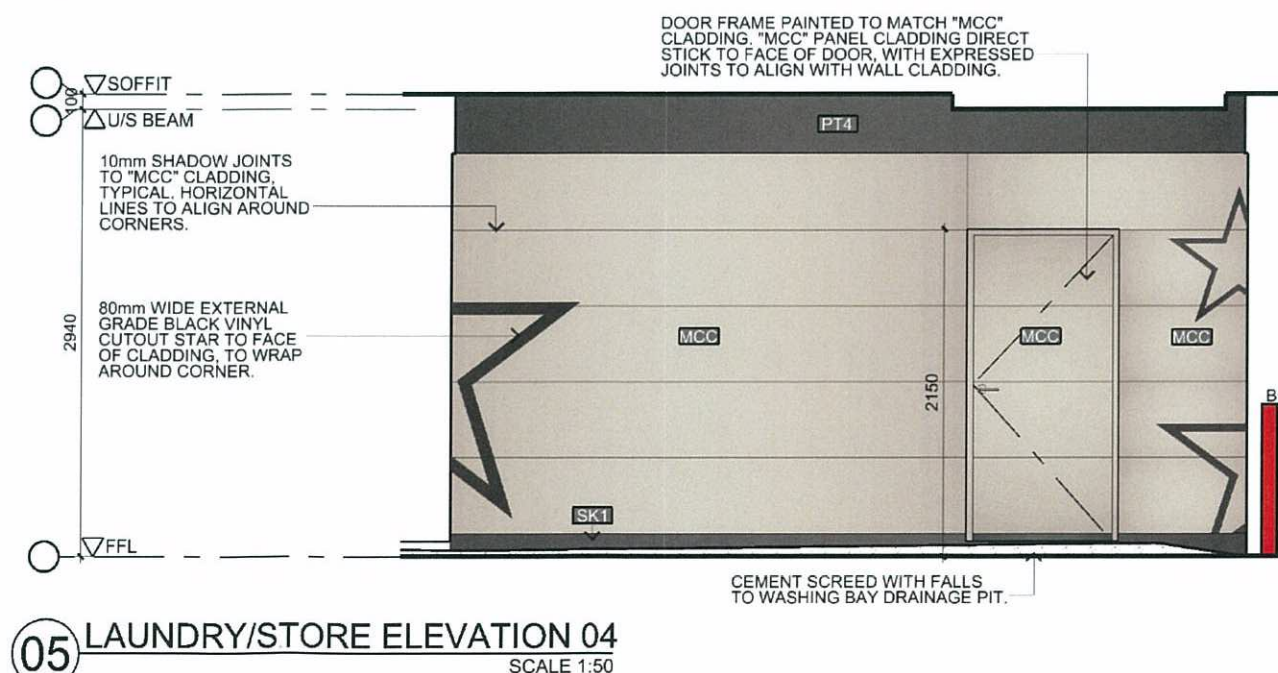 DOOR FRAME PAINTED TO MATCH "MCC"
CLADDING. "MCC" PANEL CLADDING DIRECT
STICK TO FACE OF DOOR, WITH EXPRESSED
JOINTS TO ALIGN WITH WALL CLADDING.
SOFFIT
100
U/S BEAM
PT4
10mm SHADOW JOINTS
TO "MCC" CLADDING,
TYPICAL. HORIZONTAL
LINES TO ALIGN AROUND
CORNERS.
80mm WIDE EXTERNAL
GRADE BLACK VINYL
CUTOUT STAR TO FACE
OF CLADDING, TO WRAP
AROUND CORNER.
2940
MCC
MCC
MCC
2150
B
SK1
FFL
CEMENT SCREED WITH FALLS
TO WASHING BAY DRAINAGE PIT.
05 LAUNDRY/STORE ELEVATION 04
SCALE 1:50